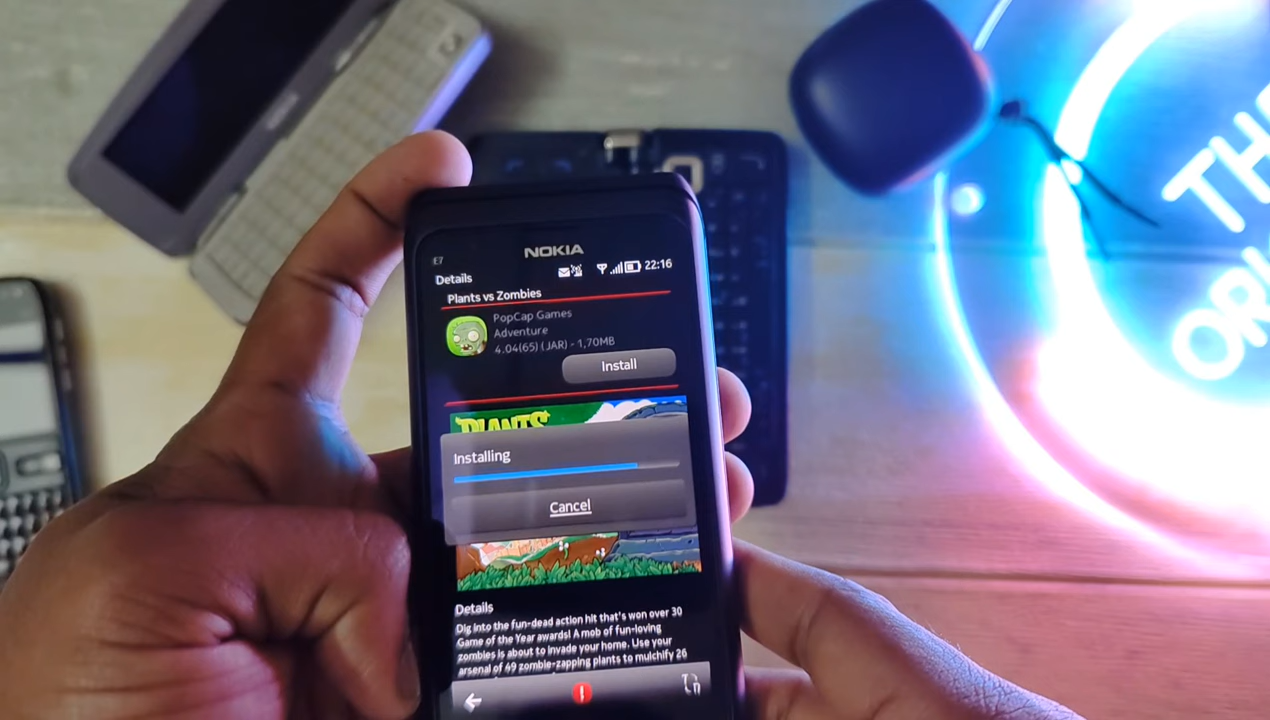 NOKIA
E7
22:16
Details
Plants vs Zombies
PopCap Games
Adventure
4.04(65) (JAR) - 1,70MB
Install
PLANTS
Installing
Cancel
Details
Dig into the fun-dead action hit that's won over 30
Game of the Year awards! A mob of fun-loving
zombies is about to invade your home. Use your
arsenal of 49 zombie-zapping plants to mulchify 26
TH
ORI